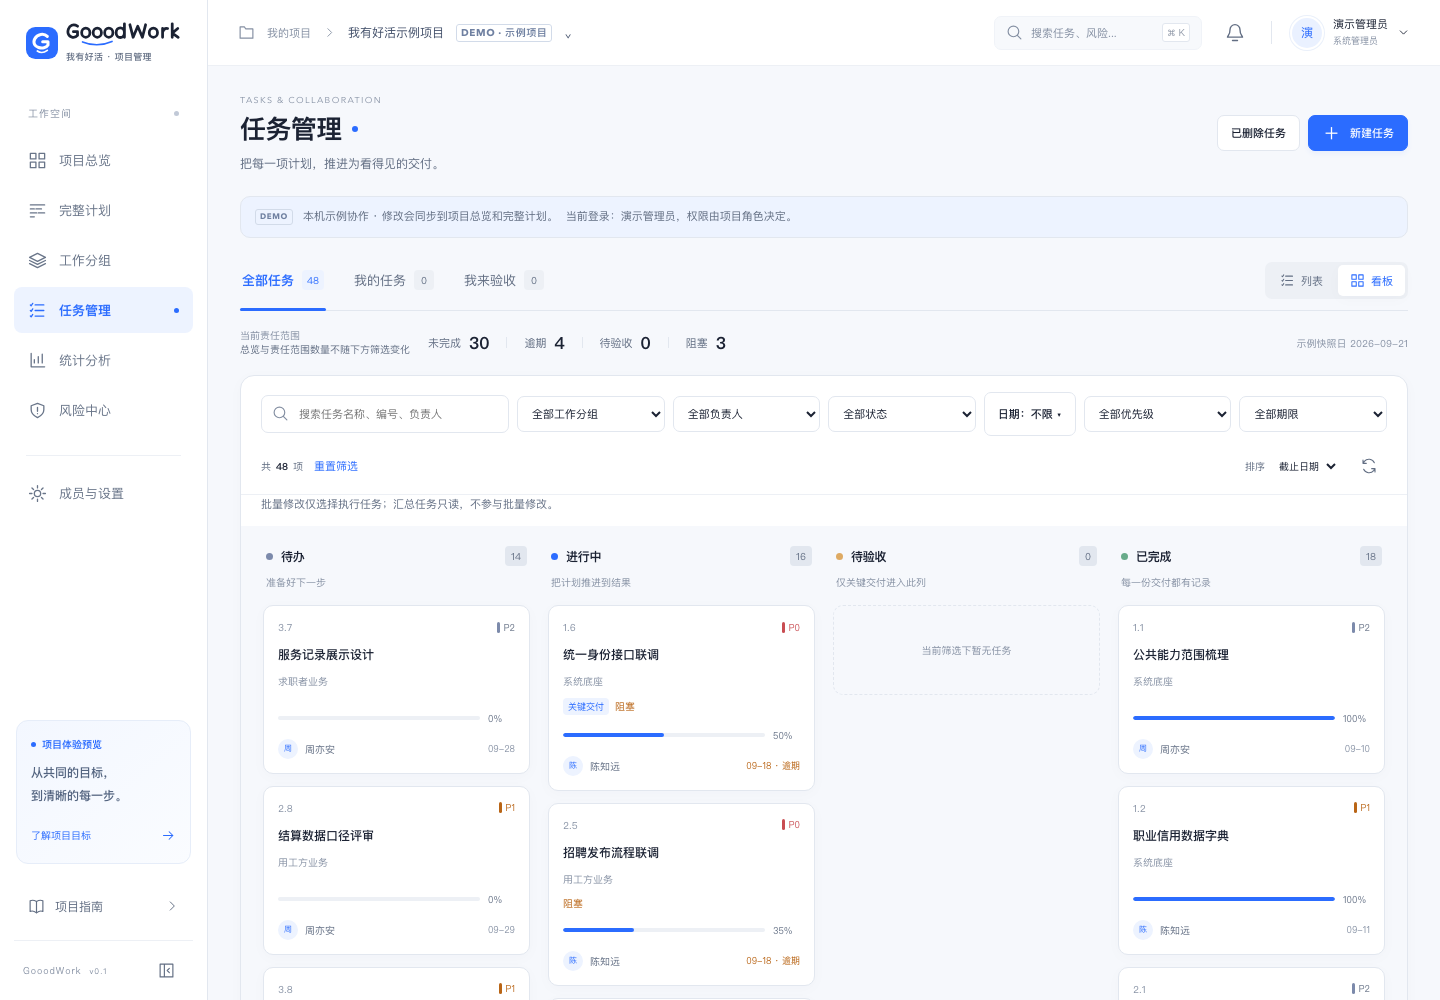 GooodWork
我有好活 · 项目管理
工作空间
项目总览
完整计划
工作分组
任务管理
统计分析
风险中心
成员与设置
项目体验预览
从共同的目标，
到清晰的每一步。
了解项目目标
项目指南
GooodWork v0.1
我的项目
我有好活示例项目
DEMO · 示例项目
搜索任务、风险...
⌘ K
演
演示管理员
系统管理员
TASKS & COLLABORATION
任务管理
把每一项计划，推进为看得见的交付。
已删除任务
新建任务
DEMO 本机示例协作 · 修改会同步到项目总览和完整计划。 当前登录：演示管理员，权限由项目角色决定。
全部任务 48
我的任务 0
我来验收 0
列表
看板
当前责任范围
总览与责任范围数量不随下方筛选变化
未完成 30
逾期 4
待验收 0
阻塞 3
示例快照日 2026-09-21
搜索任务名称、编号、负责人
全部工作分组
全部负责人
全部状态
日期：不限
全部优先级
全部期限
共 48 项 重置筛选
排序 截止日期
批量修改仅选择执行任务；汇总任务只读，不参与批量修改。
待办 14
准备好下一步
3.7 P2
服务记录展示设计
求职者业务
0%
周 周亦安 09-28
2.8 P1
结算数据口径评审
用工方业务
0%
周 周亦安 09-29
3.8 P1
进行中 16
把计划推进到结果
1.6 P0
统一身份接口联调
系统底座
关键交付 阻塞
50%
陈 陈知远 09-18 · 逾期
2.5 P0
招聘发布流程联调
用工方业务
阻塞
35%
陈 陈知远 09-18 · 逾期
待验收 0
仅关键交付进入此列
当前筛选下暂无任务
已完成 18
每一份交付都有记录
1.1 P2
公共能力范围梳理
系统底座
100%
周 周亦安 09-10
1.2 P1
职业信用数据字典
系统底座
100%
陈 陈知远 09-11
2.1 P2